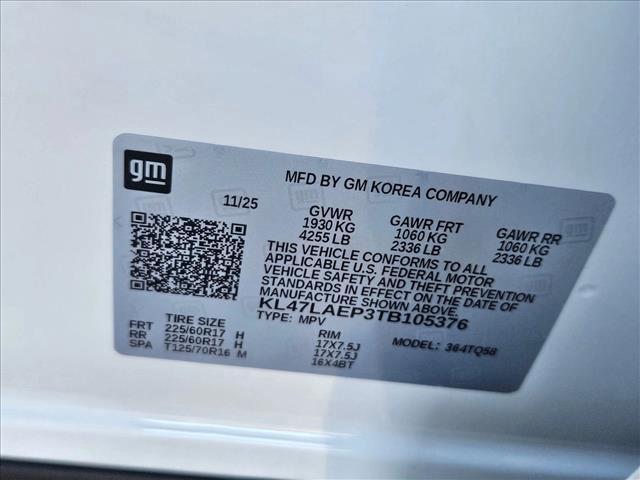 gm
MFD BY GM KOREA COMPANY
11/25
GVWR GAWR FRT GAWR RR
1930 KG 1060 KG 1060 KG
4255 LB 2336 LB 2336 LB
THIS VEHICLE CONFORMS TO ALL
APPLICABLE U.S. FEDERAL MOTOR
VEHICLE SAFETY AND THEFT PREVENTION
STANDARDS IN EFFECT ON THE DATE OF
MANUFACTURE SHOWN ABOVE.
KL47LAEP3TB105376
TYPE: MPV
TIRE SIZE RIM MODEL: 364TQ58
FRT 225/60R17 H 17X7.5J
RR 225/60R17 H 17X7.5J
SPA T125/70R16 M 16X4BT